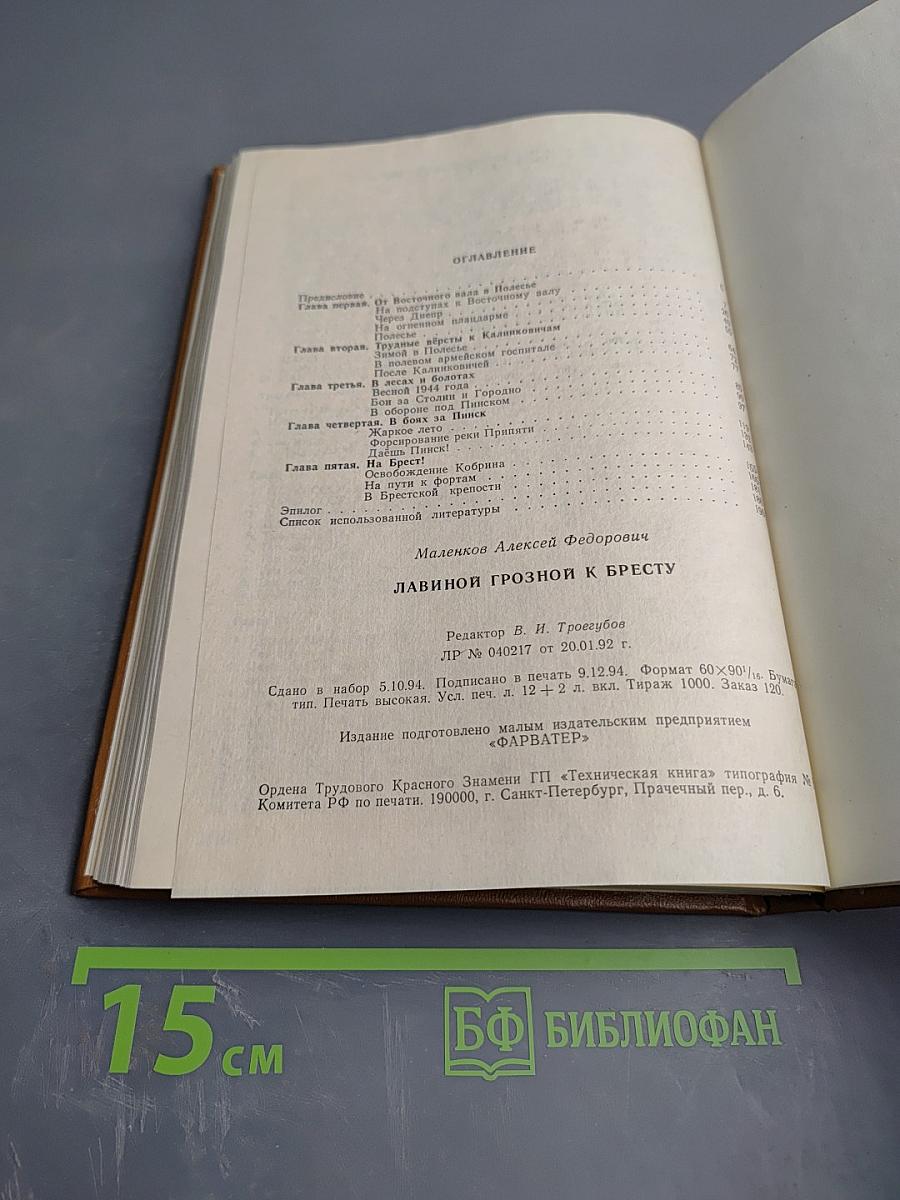 ОГЛАВЛЕНИЕ
Предисловие
Глава первая. От Восточного вала в Полесье
На подступах к Восточному валу
Через Днепр
На огненном плацдарме
Полесье
Глава вторая. Трудные вёрсты к Калинковичам
Зимой в Полесье
В полевом армейском госпитале
После Калинковичей
Глава третья. В лесах и болотах
Весной 1944 года
Бои за Столин и Городно
В обороне под Пинском
97
Глава четвертая. В боях за Пинск
Жаркое лето
Форсирование реки Припяти
Даёшь Пинск!
Глава пятая. На Брест!
Освобождение Кобрина
На пути к фортам
В Брестской крепости
Эпилог
Список использованной литературы
Маленков Алексей Федорович
ЛАВИНОЙ ГРОЗНОЙ К БРЕСТУ
Редактор В. И. Троегубов
ЛР № 040217 от 20.01.92 г.
Сдано в набор 5.10.94. Подписано в печать 9.12.94. Формат 60×90¹/₁₆.
тип. Печать высокая. Усл. печ. л. 12+2 л. вкл. Тираж 1000. Заказ 120.
Издание подготовлено малым издательским предприятием
«ФАРВАТЕР»
Ордена Трудового Красного Знамени ГП «Техническая книга» типография №
Комитета РФ по печати. 190000, г. Санкт-Петербург, Прачечный пер., д. 6.
15 см
БФ БИБЛИОФАН